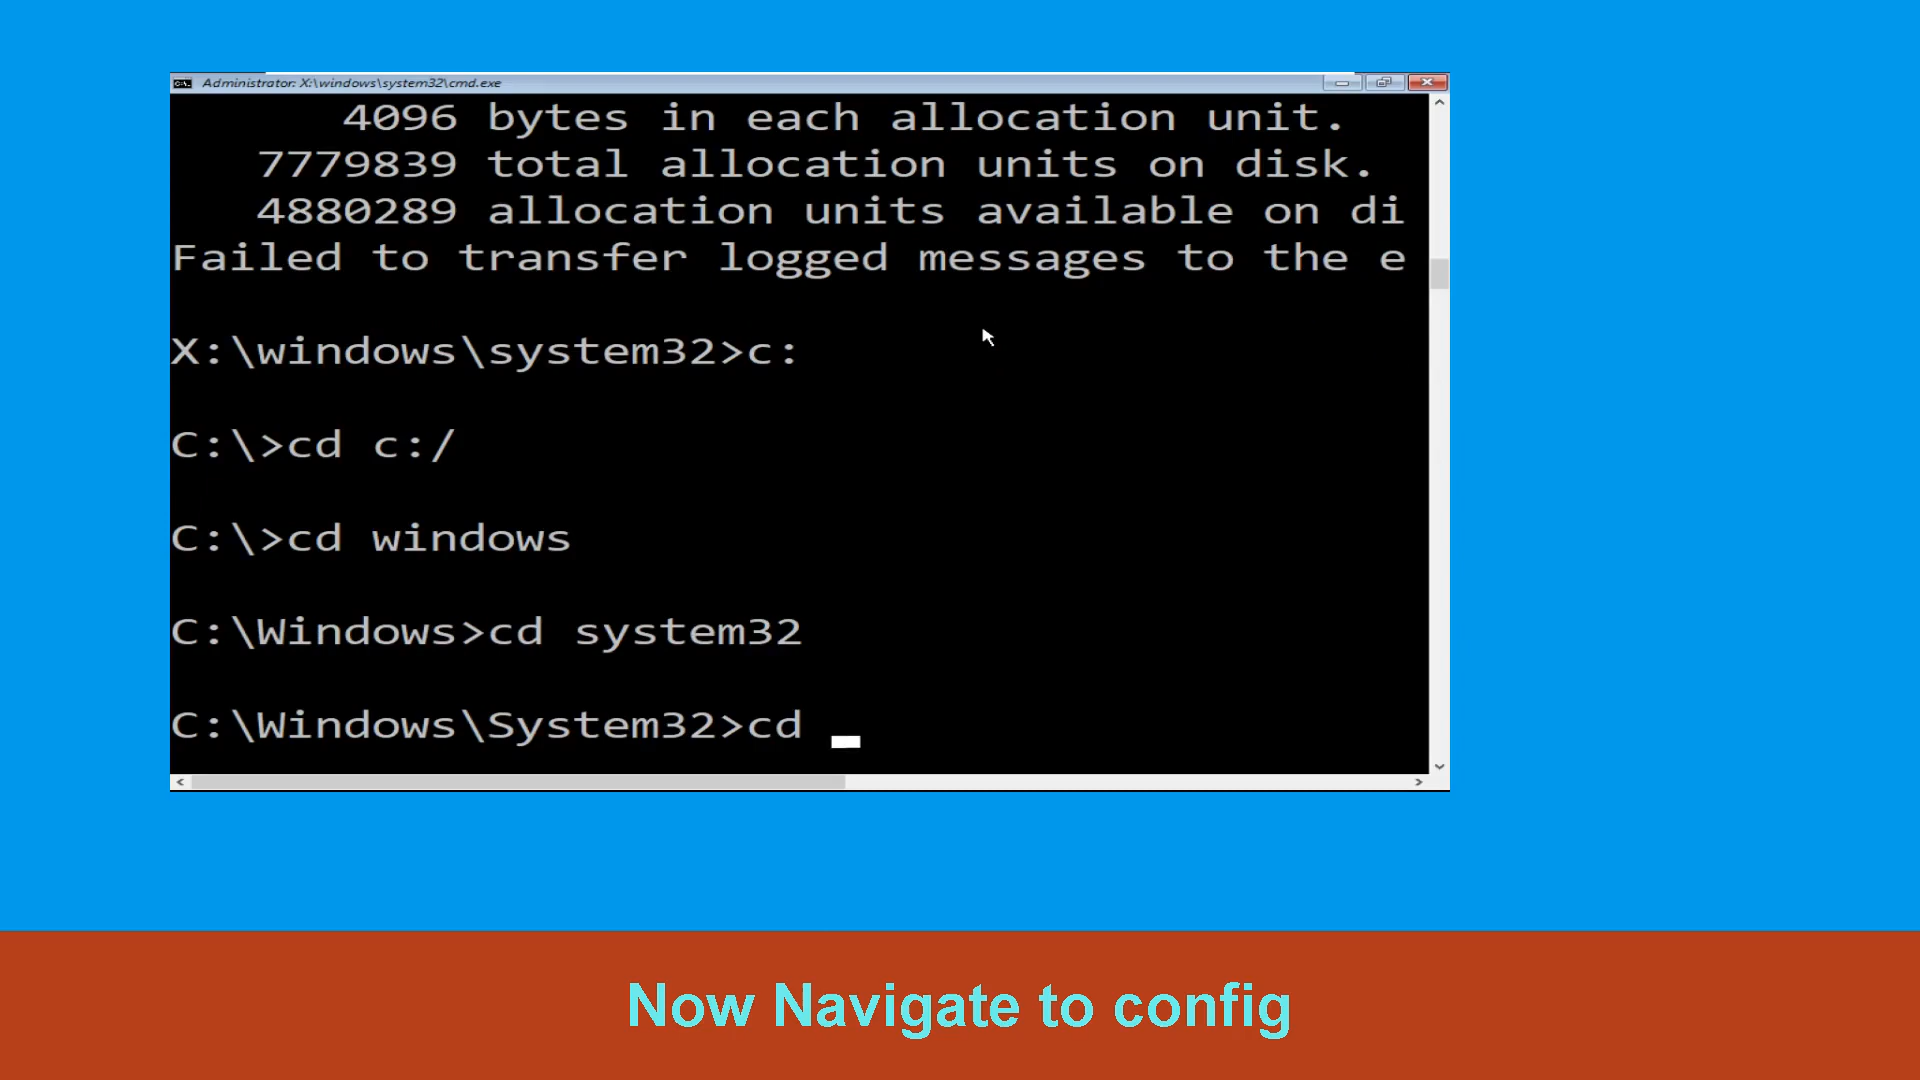 Administrator: X:\windows\system32\cmd.exe
4096 bytes in each allocation unit.
7779839 total allocation units on disk.
4880289 allocation units available on di
Failed to transfer logged messages to the e
X:\windows\system32>c:
C:\>cd c:/
C:\>cd windows
C:\Windows>cd system32
C:\Windows\System32>cd
Now Navigate to config